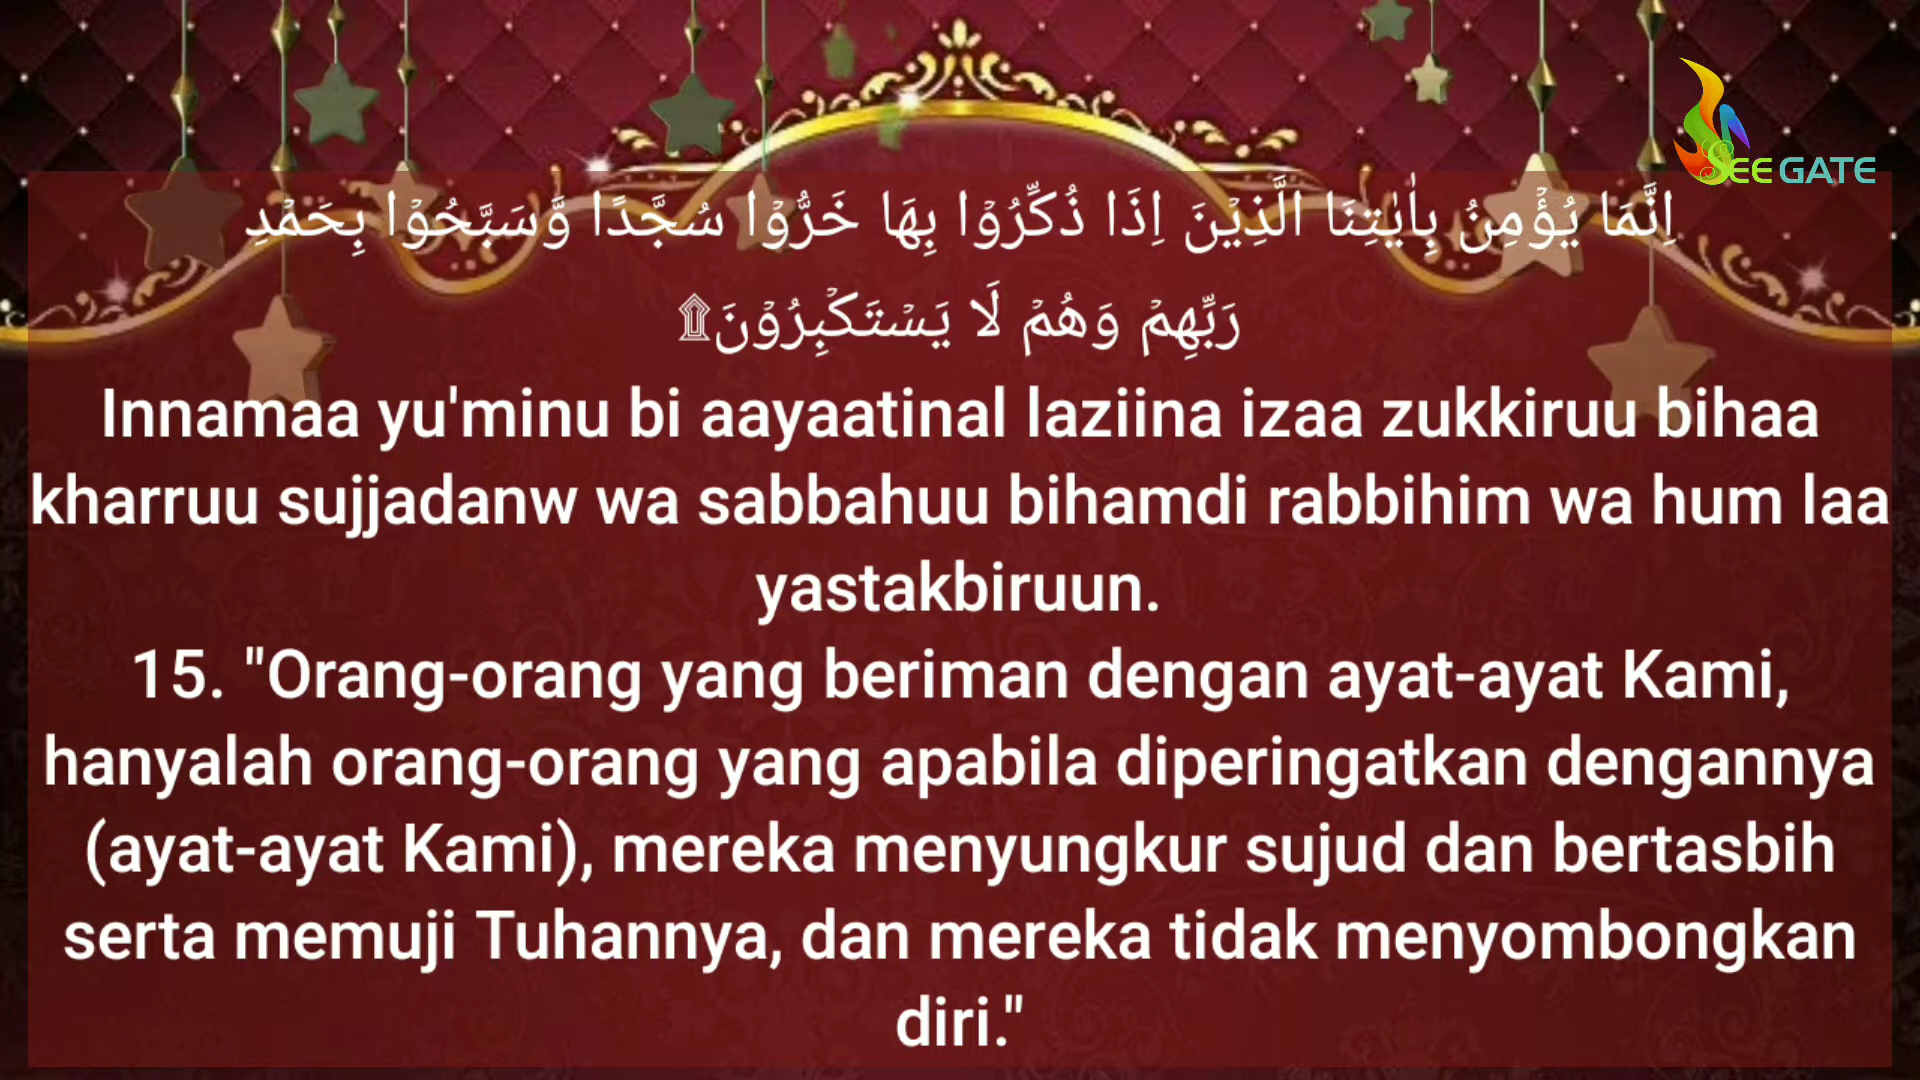 SEE GATE
اِنَّمَا يُؤْمِنُ بِاٰيٰتِنَا الَّذِيْنَ اِذَا ذُكِّرُوْا بِهَا خَرُّوْا سُجَّدًا وَّسَبَّحُوْا بِحَمْدِ
رَبِّهِمْ وَهُمْ لَا يَسْتَكْبِرُوْنَ۩
Innamaa yu'minu bi aayaatinal laziina izaa zukkiruu bihaa
kharruu sujjadanw wa sabbahuu bihamdi rabbihim wa hum laa
yastakbiruun.
15. "Orang-orang yang beriman dengan ayat-ayat Kami,
hanyalah orang-orang yang apabila diperingatkan dengannya
(ayat-ayat Kami), mereka menyungkur sujud dan bertasbih
serta memuji Tuhannya, dan mereka tidak menyombongkan
diri."